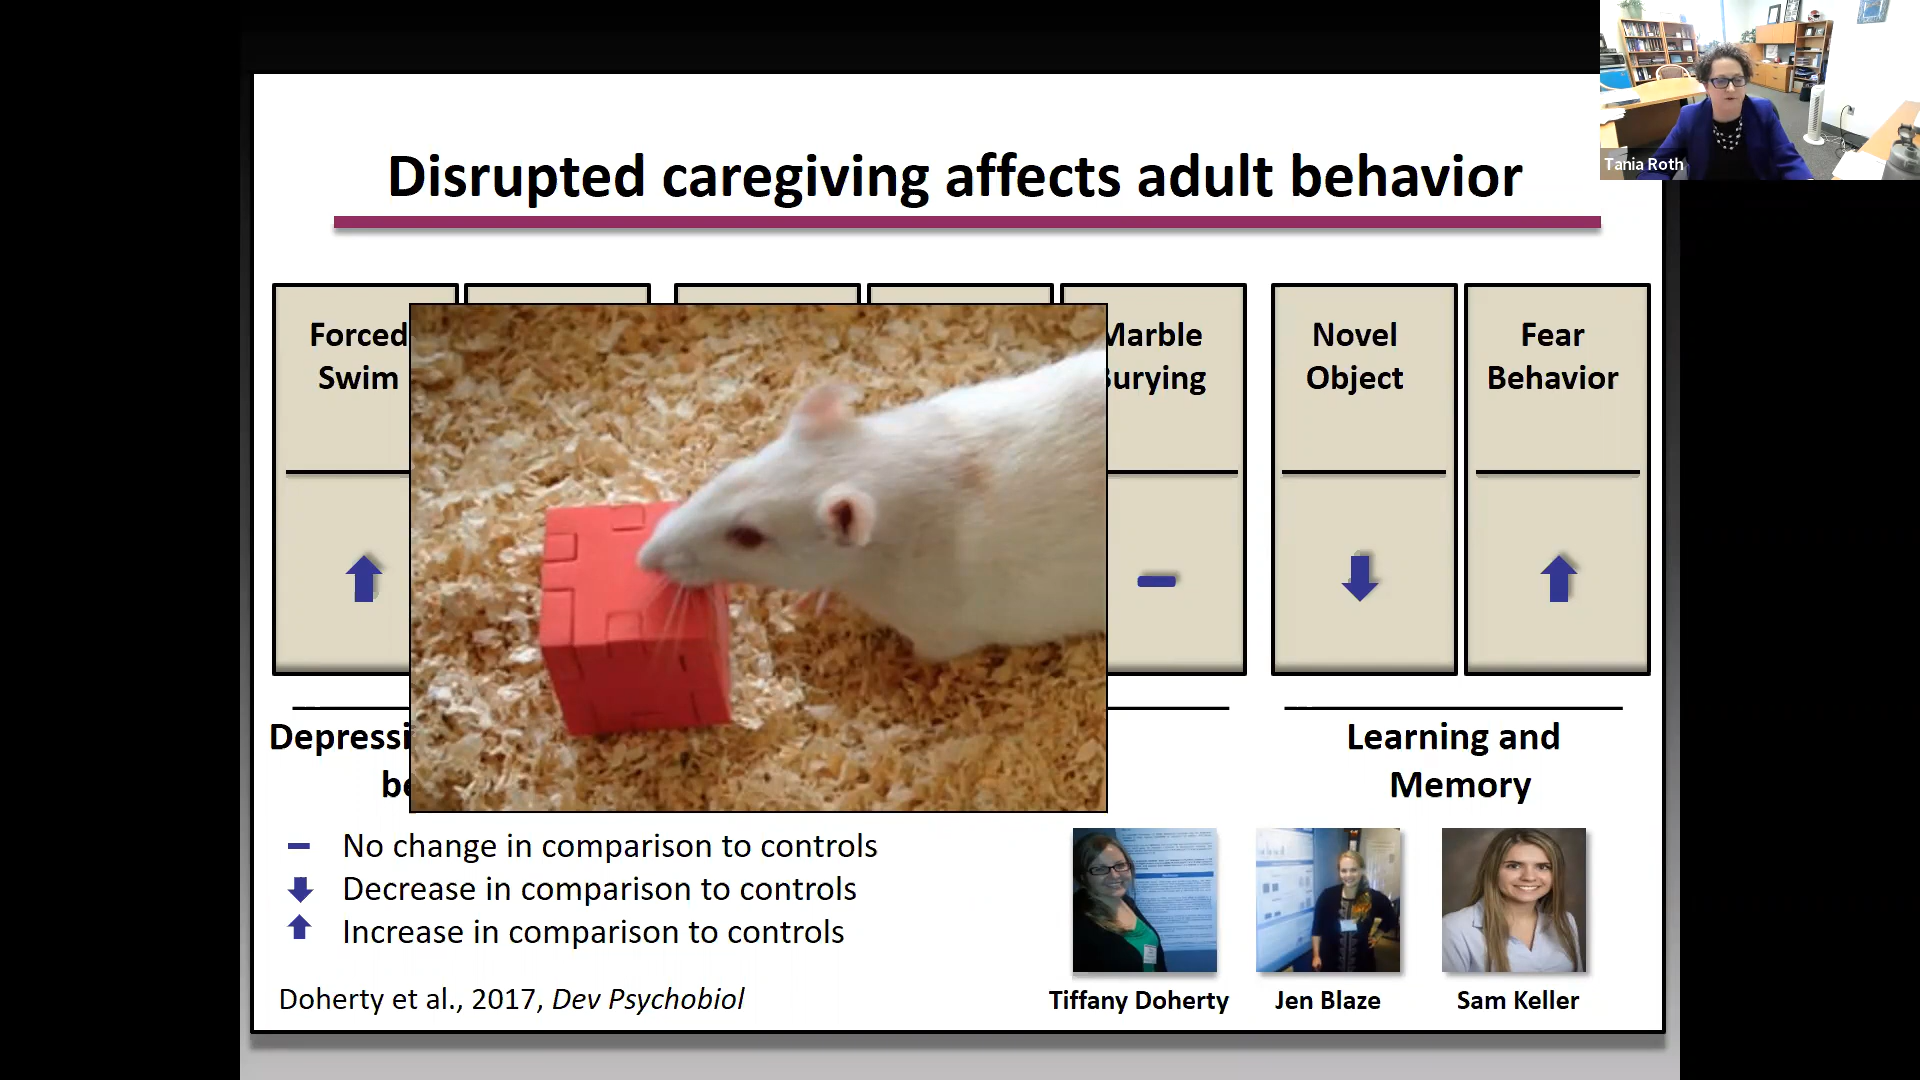 Tania Roth
Disrupted caregiving affects adult behavior
Forced
Swim
Marble
Burying
Novel
Object
Fear
Behavior
Depressi
be
Learning and
Memory
No change in comparison to controls
Decrease in comparison to controls
Increase in comparison to controls
Doherty et al., 2017, Dev Psychobiol
Tiffany Doherty
Jen Blaze
Sam Keller